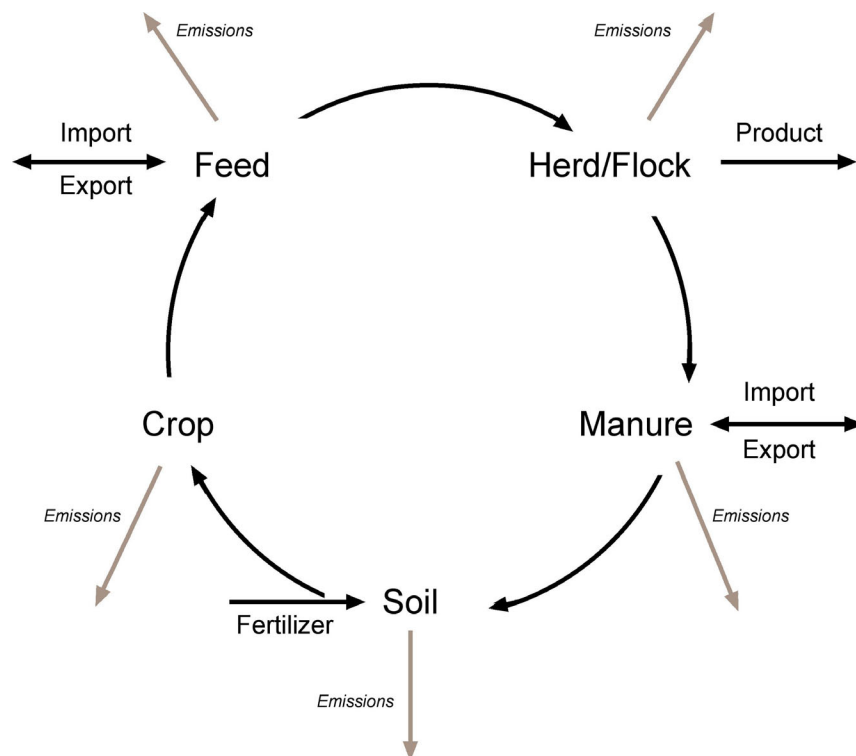 Emissions
Emissions
Import
Product
Feed
Herd/Flock
Export
Import
Crop
Manure
Export
Emissions
Emissions
Soil
Fertilizer
Emissions